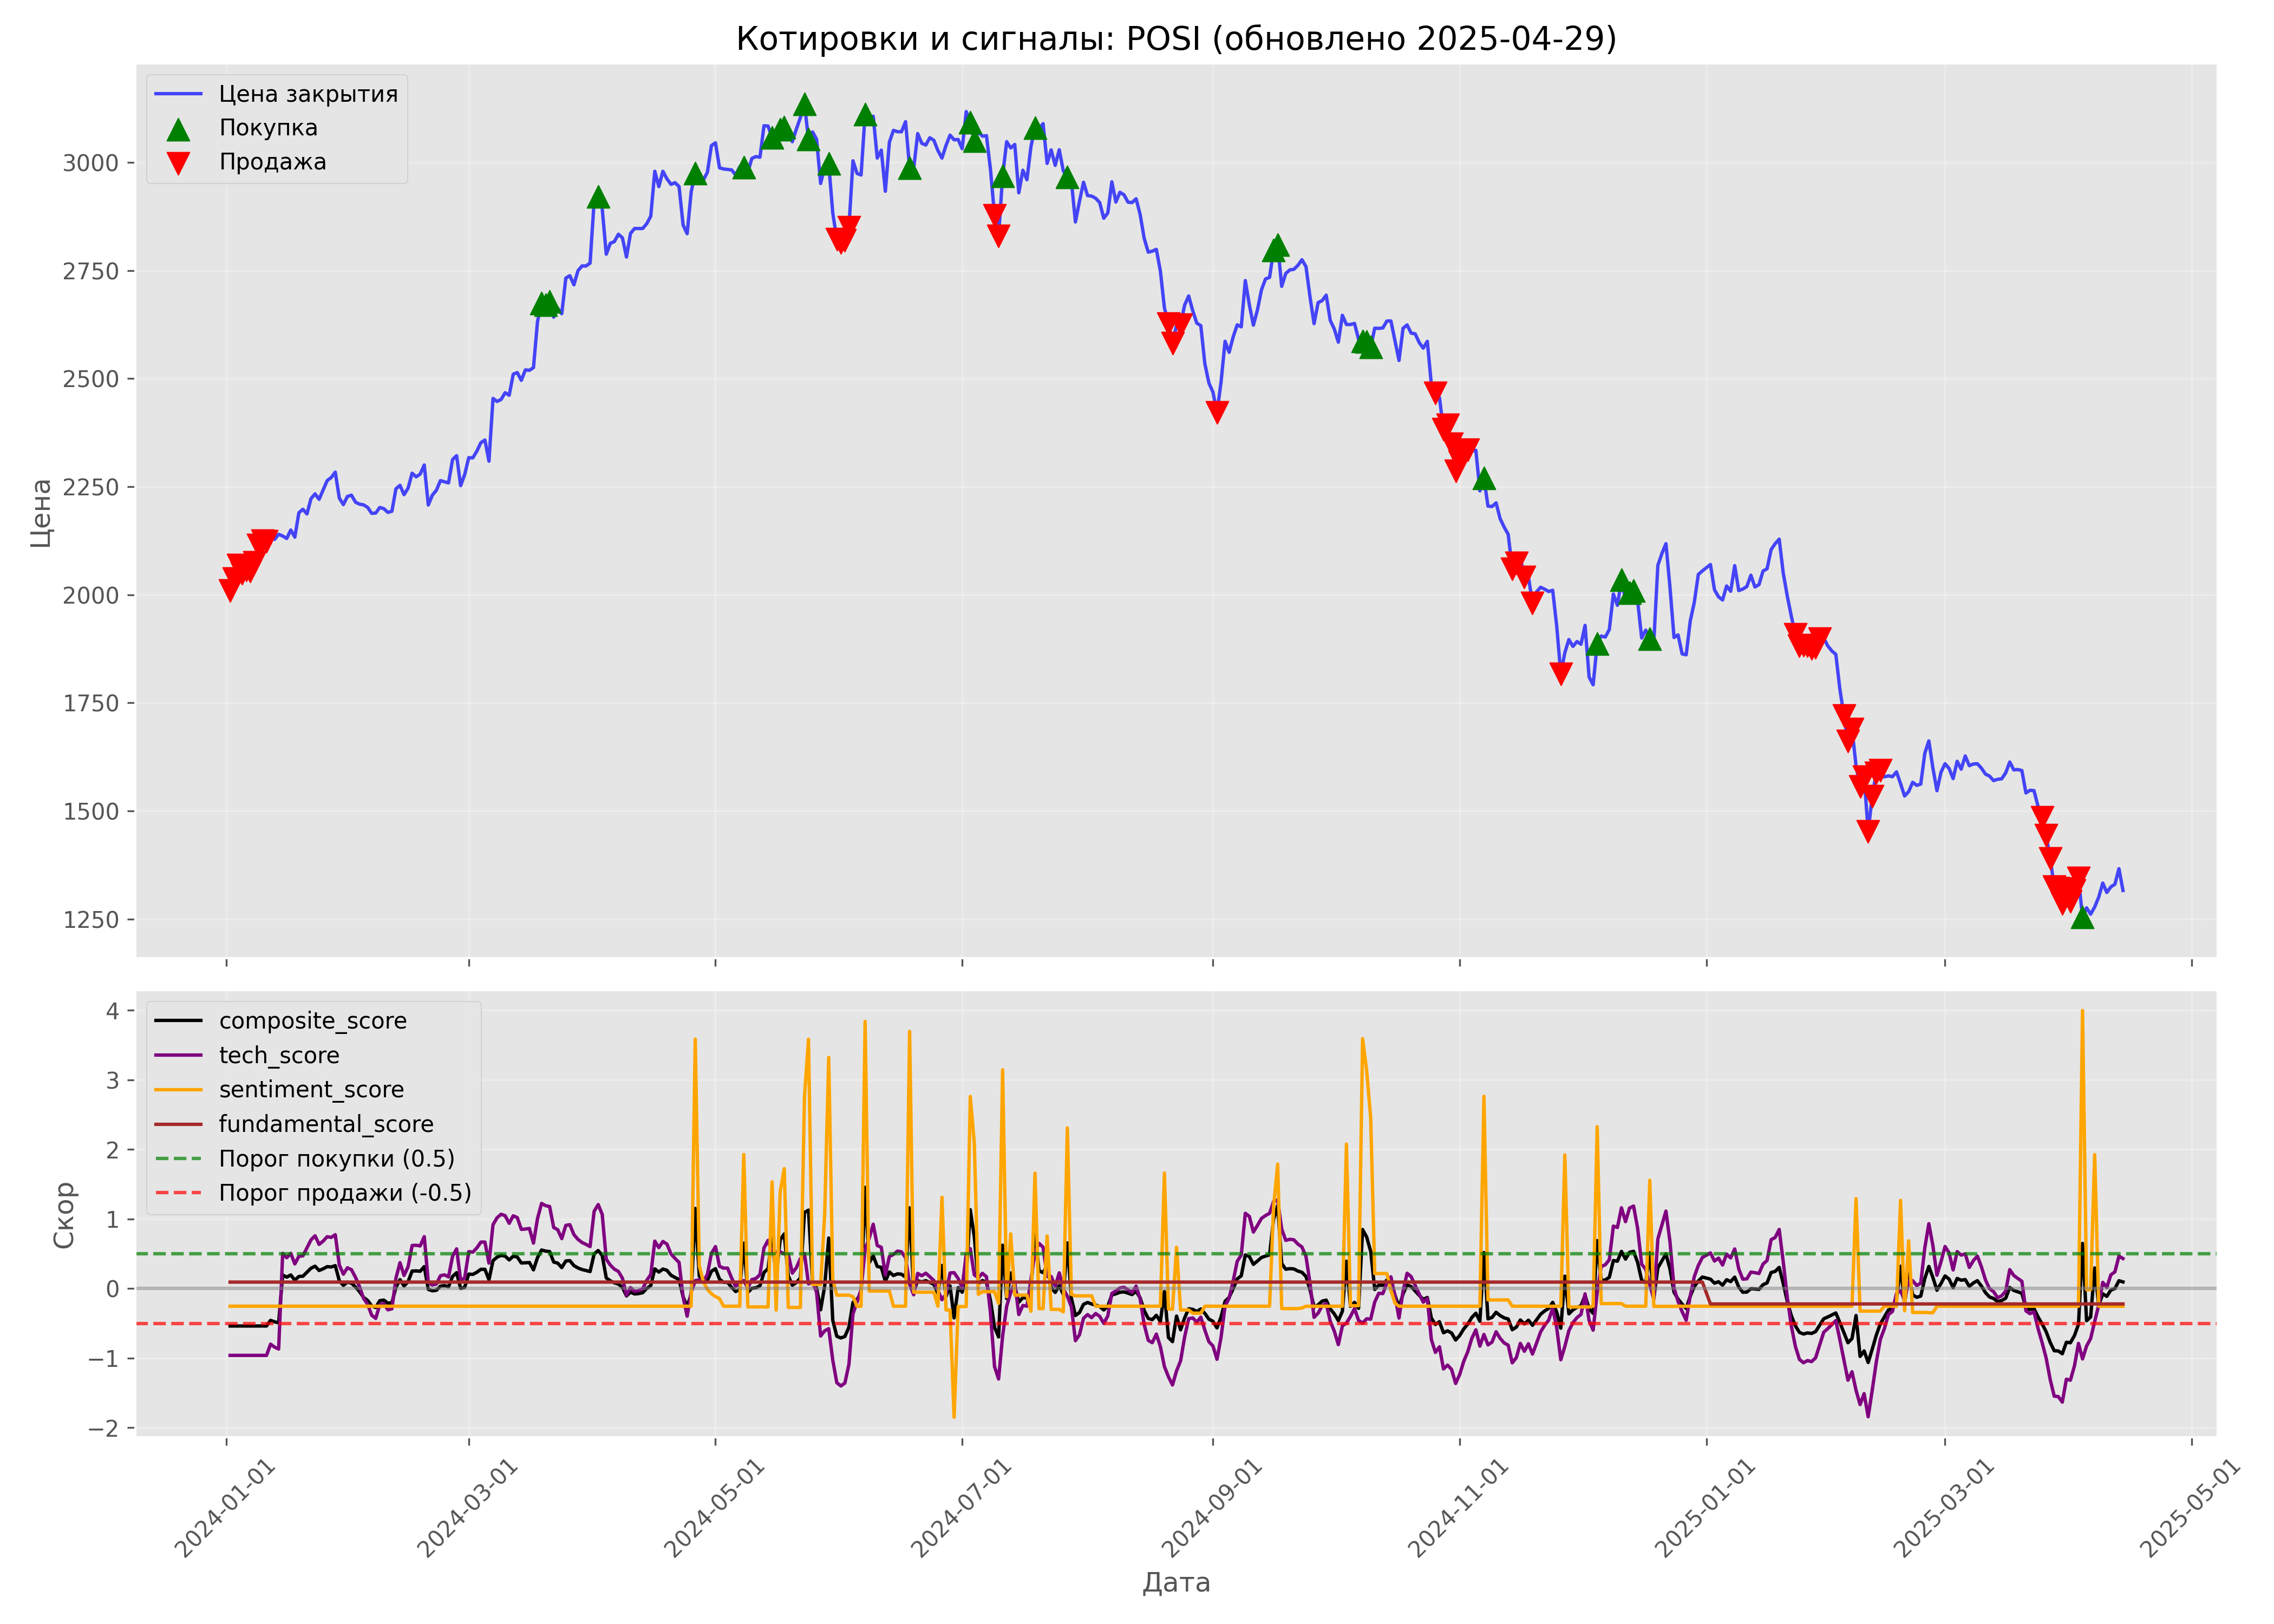 Котировки и сигналы: POSI (обновлено 2025-04-29)
Цена закрытия
Покупка
Продажа
3000
2750
2500
2250
2000
1750
1500
1250
Цена
composite_score
tech_score
sentiment_score
fundamental_score
Порог покупки (0.5)
Порог продажи (-0.5)
4
3
2
1
0
−1
−2
Скор
2024-01-01
2024-03-01
2024-05-01
2024-07-01
2024-09-01
2024-11-01
2025-01-01
2025-03-01
2025-05-01
Дата